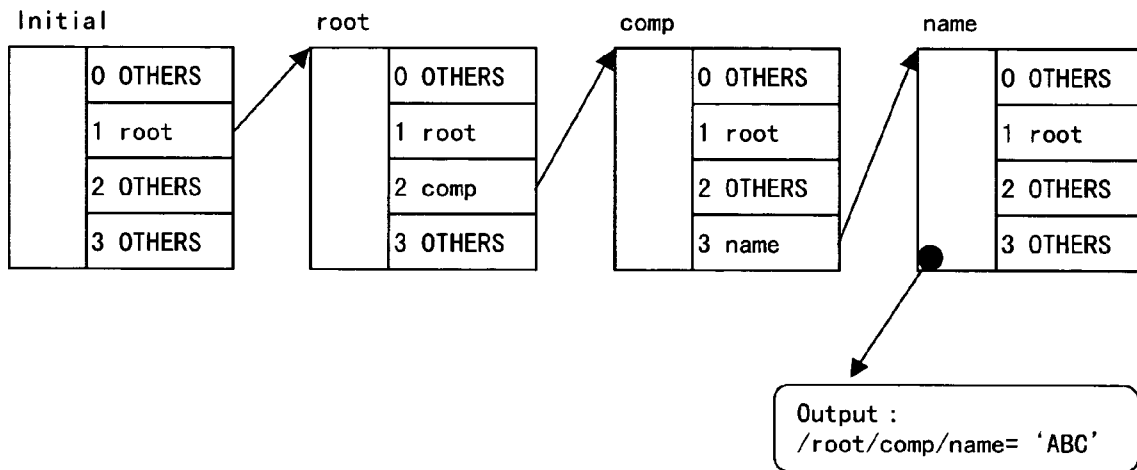 Initial
0 OTHERS
1 root
2 OTHERS
3 OTHERS
root
0 OTHERS
1 root
2 comp
3 OTHERS
comp
0 OTHERS
1 root
2 OTHERS
3 name
name
0 OTHERS
1 root
2 OTHERS
3 OTHERS
Output :
/root/comp/name= ‘ABC’